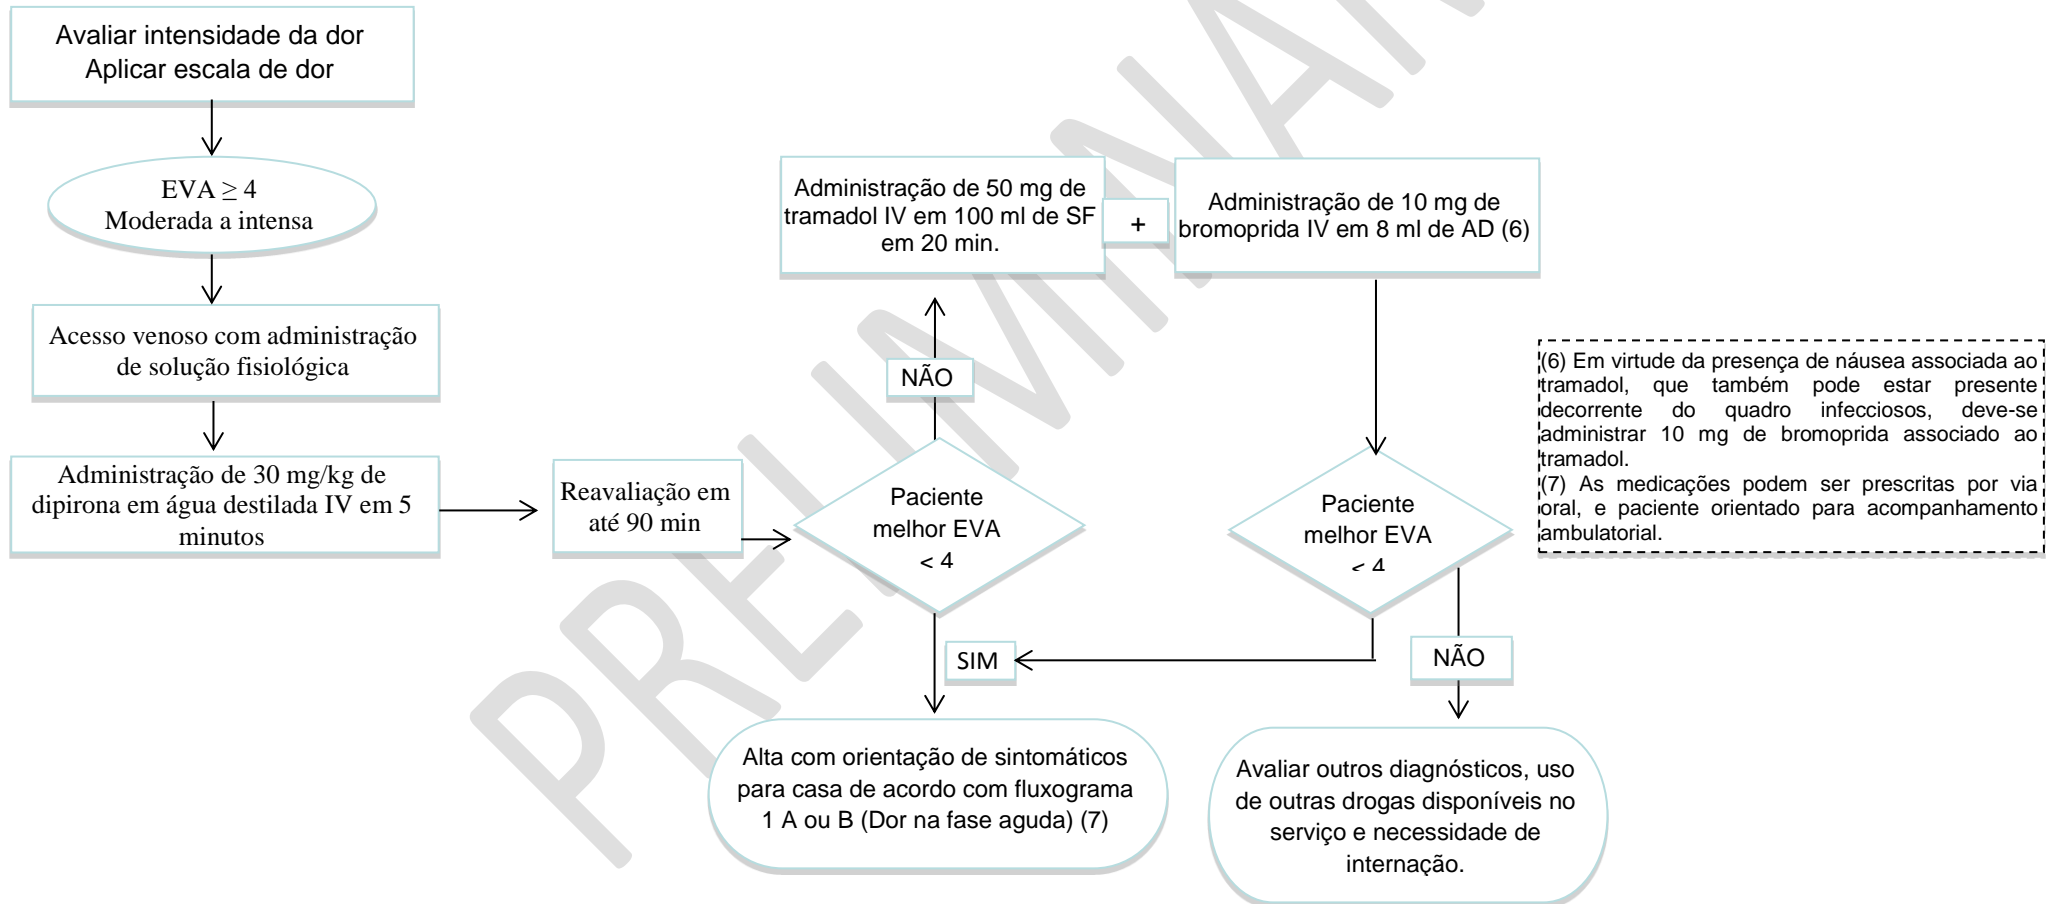 Avaliar intensidade da dor
Aplicar escala de dor
EVA ≥ 4
Moderada a intensa
Acesso venoso com administração
de solução fisiológica
Administração de 30 mg/kg de
dipirona em água destilada IV em 5
minutos
Reavaliação em
até 90 min
Paciente
melhor EVA
< 4
NÃO
Administração de 50 mg de
tramadol IV em 100 ml de SF
em 20 min.
+
Administração de 10 mg de
bromoprida IV em 8 ml de AD (6)
Paciente
melhor EVA
< 4
SIM
NÃO
Alta com orientação de sintomáticos
para casa de acordo com fluxograma
1 A ou B (Dor na fase aguda) (7)
Avaliar outros diagnósticos, uso
de outras drogas disponíveis no
serviço e necessidade de
internação.
(6) Em virtude da presença de náusea associada ao
tramadol, que também pode estar presente
decorrente do quadro infecciosos, deve-se
administrar 10 mg de bromoprida associado ao
tramadol.
(7) As medicações podem ser prescritas por via
oral, e paciente orientado para acompanhamento
ambulatorial.
PRELIMINAR